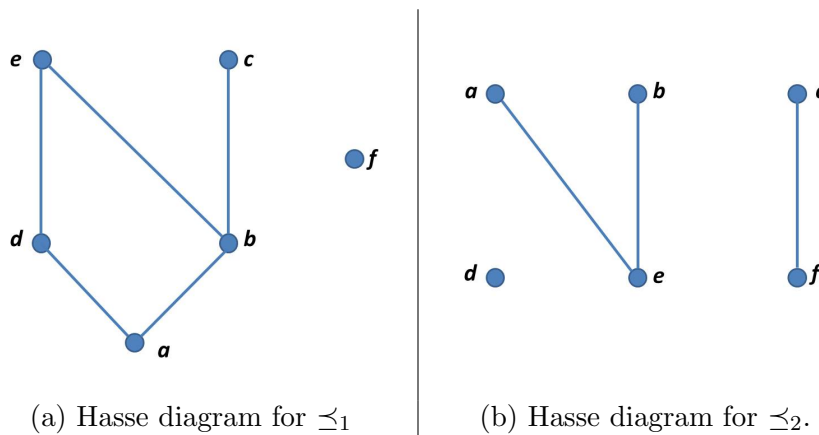 e
c
f
d
b
a
(a) Hasse diagram for ⪯1
a
b
d
e
f
(b) Hasse diagram for ⪯2.